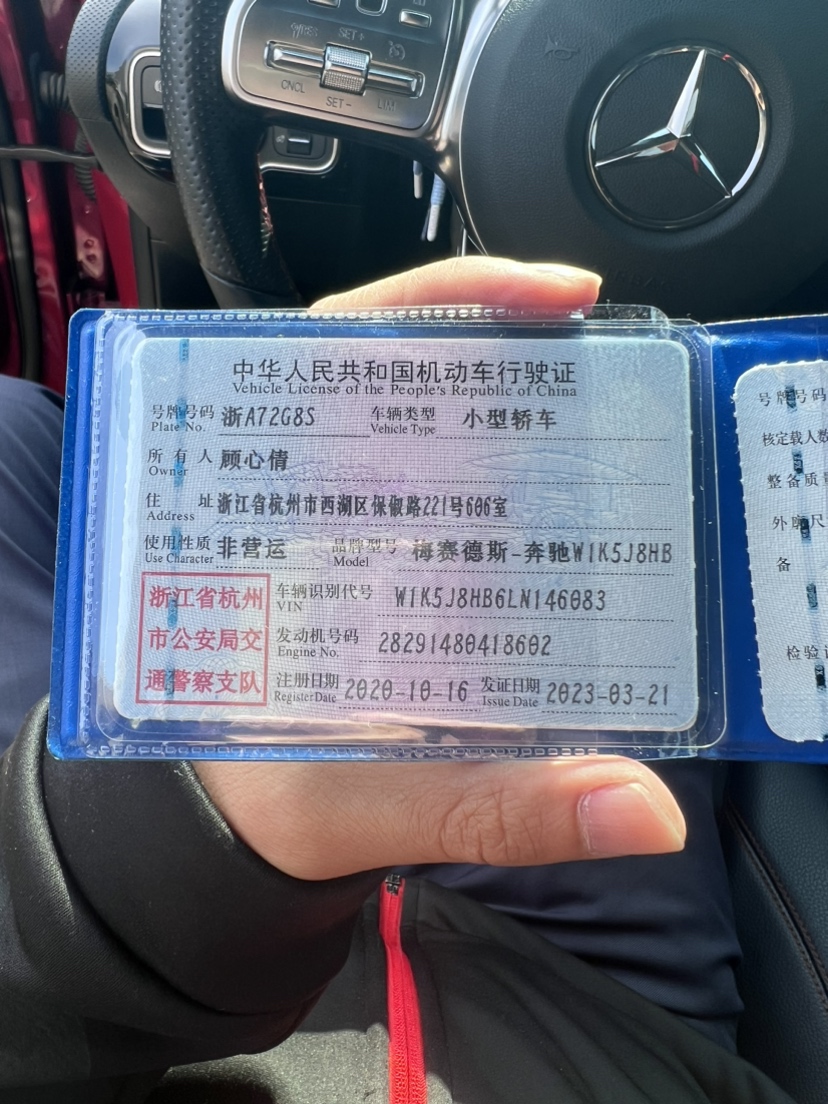 SET+
CNCL
SET-
LIM
中华人民共和国机动车行驶证
Vehicle License of the People's Republic of China
号牌号码 浙A72G8S 车辆类型 小型轿车
Plate No. Vehicle Type
所有人 顾心倩
Owner
住址 浙江省杭州市西湖区保俶路221号606室
Address
使用性质 非营运 品牌型号 梅赛德斯-奔驰W1K5J8HB
Use Character Model
浙江省杭州
市公安局交
通警察支队
车辆识别代号 W1K5J8HB6LN146083
VIN
发动机号码 28291480418602
Engine No.
注册日期 2020-10-16 发证日期 2023-03-21
Register Date Issue Date
号牌号码
核定载人数
整备质量
外廓尺
备
检验